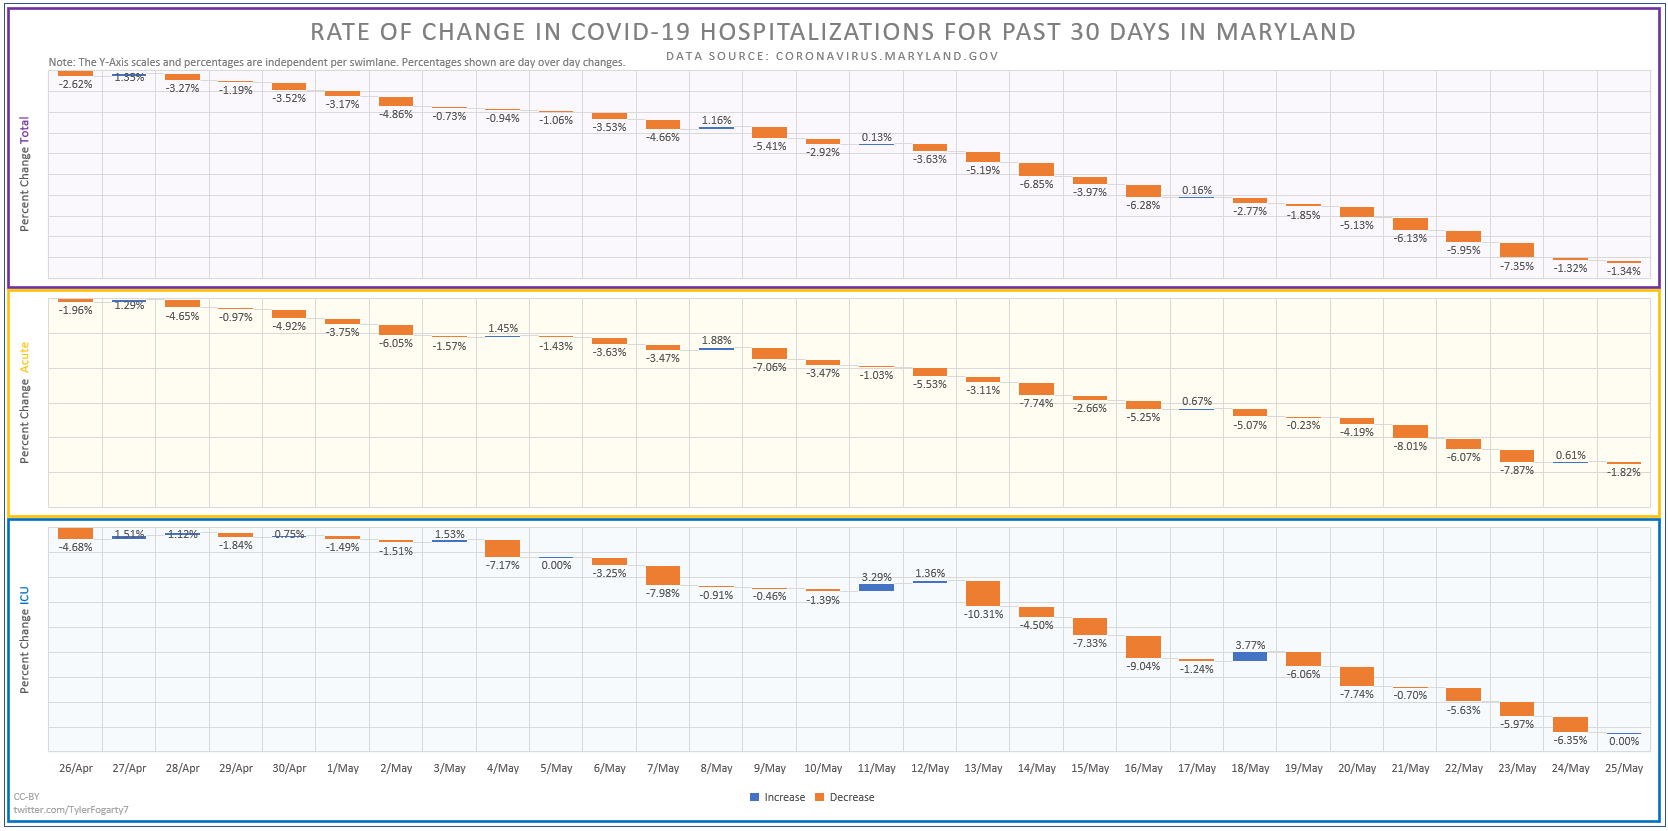 RATE OF CHANGE IN COVID-19 HOSPITALIZATIONS FOR PAST 30 DAYS IN MARYLAND
DATA SOURCE: CORONAVIRUS.MARYLAND.GOV
Note: The Y-Axis scales and percentages are independent per swimlane. Percentages shown are day over day changes.
Percent Change Total
-2.62% 1.35% -3.27% -1.19% -3.52% -3.17% -4.86% -0.73% -0.94% -1.06% -3.53% -4.66% 1.16% -5.41% -2.92% 0.13% -3.63% -5.19% -6.85% -3.97% -6.28% 0.16% -2.77% -1.85% -5.13% -6.13% -5.95% -7.35% -1.32% -1.34%
Percent Change Acute
-1.96% 1.29% -4.65% -0.97% -4.92% -3.75% -6.05% -1.57% 1.45% -1.43% -3.63% -3.47% 1.88% -7.06% -3.47% -1.03% -5.53% -3.11% -7.74% -2.66% -5.25% 0.67% -5.07% -0.23% -4.19% -8.01% -6.07% -7.87% 0.61% -1.82%
Percent Change ICU
-4.68% 1.51% 1.12% -1.84% 0.75% -1.49% -1.51% 1.53% -7.17% 0.00% -3.25% -7.98% -0.91% -0.46% -1.39% 3.29% 1.36% -10.31% -4.50% -7.33% -9.04% -1.24% 3.77% -6.06% -7.74% -0.70% -5.63% -5.97% -6.35% 0.00%
26/Apr 27/Apr 28/Apr 29/Apr 30/Apr 1/May 2/May 3/May 4/May 5/May 6/May 7/May 8/May 9/May 10/May 11/May 12/May 13/May 14/May 15/May 16/May 17/May 18/May 19/May 20/May 21/May 22/May 23/May 24/May 25/May
Increase Decrease
CC-BY
twitter.com/TylerFogarty7